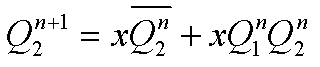 $Q_2^{n+1} = x\overline{Q_2^n} + xQ_1^nQ_2^n$